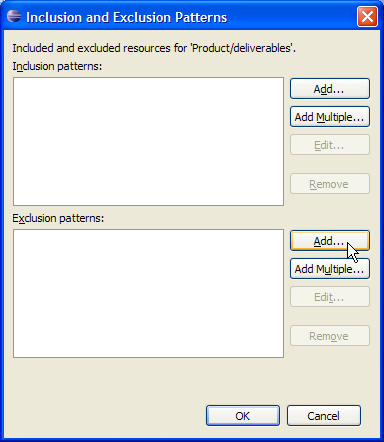 Inclusion and Exclusion Patterns
Included and excluded resources for 'Product/deliverables'.
Inclusion patterns:
Add...
Add Multiple...
Edit...
Remove
Exclusion patterns:
Add...
Add Multiple...
Edit...
Remove
OK
Cancel